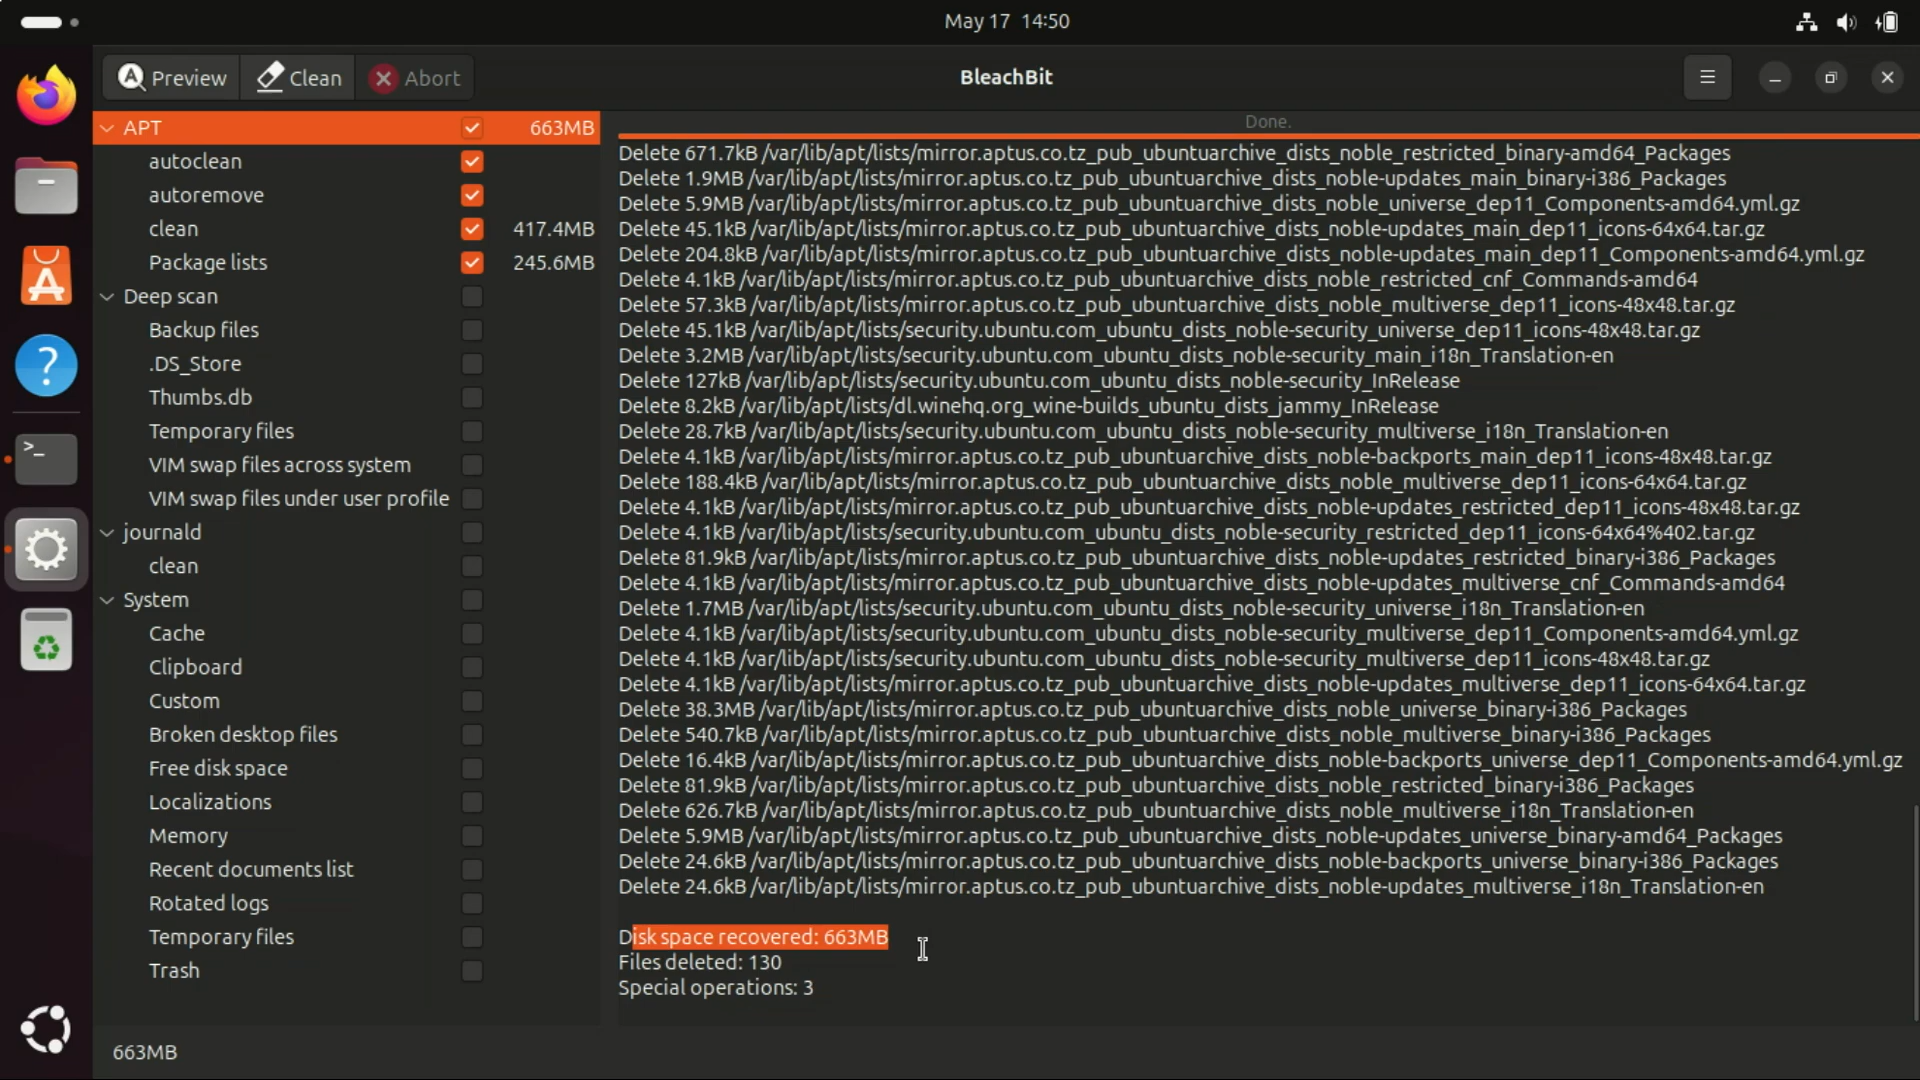 May 17 14:50
Preview
Clean
Abort
BleachBit
APT 663MB
autoclean
autoremove
clean 417.4MB
Package lists 245.6MB
Deep scan
Backup files
.DS_Store
Thumbs.db
Temporary files
VIM swap files across system
VIM swap files under user profile
journald
clean
System
Cache
Clipboard
Custom
Broken desktop files
Free disk space
Localizations
Memory
Recent documents list
Rotated logs
Temporary files
Trash
663MB
Done.
Delete 671.7kB /var/lib/apt/lists/mirror.aptus.co.tz_pub_ubuntuarchive_dists_noble_restricted_binary-amd64_Packages
Delete 1.9MB /var/lib/apt/lists/mirror.aptus.co.tz_pub_ubuntuarchive_dists_noble-updates_main_binary-i386_Packages
Delete 5.9MB /var/lib/apt/lists/mirror.aptus.co.tz_pub_ubuntuarchive_dists_noble_universe_dep11_Components-amd64.yml.gz
Delete 45.1kB /var/lib/apt/lists/mirror.aptus.co.tz_pub_ubuntuarchive_dists_noble-updates_main_dep11_icons-64x64.tar.gz
Delete 204.8kB /var/lib/apt/lists/mirror.aptus.co.tz_pub_ubuntuarchive_dists_noble-updates_main_dep11_Components-amd64.yml.gz
Delete 4.1kB /var/lib/apt/lists/mirror.aptus.co.tz_pub_ubuntuarchive_dists_noble_restricted_cnf_Commands-amd64
Delete 57.3kB /var/lib/apt/lists/mirror.aptus.co.tz_pub_ubuntuarchive_dists_noble_multiverse_dep11_icons-48x48.tar.gz
Delete 45.1kB /var/lib/apt/lists/security.ubuntu.com_ubuntu_dists_noble-security_universe_dep11_icons-48x48.tar.gz
Delete 3.2MB /var/lib/apt/lists/security.ubuntu.com_ubuntu_dists_noble-security_main_i18n_Translation-en
Delete 127kB /var/lib/apt/lists/security.ubuntu.com_ubuntu_dists_noble-security_InRelease
Delete 8.2kB /var/lib/apt/lists/dl.winehq.org_wine-builds_ubuntu_dists_jammy_InRelease
Delete 28.7kB /var/lib/apt/lists/security.ubuntu.com_ubuntu_dists_noble-security_multiverse_i18n_Translation-en
Delete 4.1kB /var/lib/apt/lists/mirror.aptus.co.tz_pub_ubuntuarchive_dists_noble-backports_main_dep11_icons-48x48.tar.gz
Delete 188.4kB /var/lib/apt/lists/mirror.aptus.co.tz_pub_ubuntuarchive_dists_noble_multiverse_dep11_icons-64x64.tar.gz
Delete 4.1kB /var/lib/apt/lists/mirror.aptus.co.tz_pub_ubuntuarchive_dists_noble-updates_restricted_dep11_icons-48x48.tar.gz
Delete 4.1kB /var/lib/apt/lists/security.ubuntu.com_ubuntu_dists_noble-security_restricted_dep11_icons-64x64%402.tar.gz
Delete 81.9kB /var/lib/apt/lists/mirror.aptus.co.tz_pub_ubuntuarchive_dists_noble-updates_restricted_binary-i386_Packages
Delete 4.1kB /var/lib/apt/lists/mirror.aptus.co.tz_pub_ubuntuarchive_dists_noble-updates_multiverse_cnf_Commands-amd64
Delete 1.7MB /var/lib/apt/lists/security.ubuntu.com_ubuntu_dists_noble-security_universe_i18n_Translation-en
Delete 4.1kB /var/lib/apt/lists/security.ubuntu.com_ubuntu_dists_noble-security_multiverse_dep11_Components-amd64.yml.gz
Delete 4.1kB /var/lib/apt/lists/security.ubuntu.com_ubuntu_dists_noble-security_multiverse_dep11_icons-48x48.tar.gz
Delete 4.1kB /var/lib/apt/lists/mirror.aptus.co.tz_pub_ubuntuarchive_dists_noble-updates_multiverse_dep11_icons-64x64.tar.gz
Delete 38.3MB /var/lib/apt/lists/mirror.aptus.co.tz_pub_ubuntuarchive_dists_noble_universe_binary-i386_Packages
Delete 540.7kB /var/lib/apt/lists/mirror.aptus.co.tz_pub_ubuntuarchive_dists_noble_multiverse_binary-i386_Packages
Delete 16.4kB /var/lib/apt/lists/mirror.aptus.co.tz_pub_ubuntuarchive_dists_noble-backports_universe_dep11_Components-amd64.yml.gz
Delete 81.9kB /var/lib/apt/lists/mirror.aptus.co.tz_pub_ubuntuarchive_dists_noble_restricted_binary-i386_Packages
Delete 626.7kB /var/lib/apt/lists/mirror.aptus.co.tz_pub_ubuntuarchive_dists_noble_multiverse_i18n_Translation-en
Delete 5.9MB /var/lib/apt/lists/mirror.aptus.co.tz_pub_ubuntuarchive_dists_noble-updates_universe_binary-amd64_Packages
Delete 24.6kB /var/lib/apt/lists/mirror.aptus.co.tz_pub_ubuntuarchive_dists_noble-backports_universe_binary-i386_Packages
Delete 24.6kB /var/lib/apt/lists/mirror.aptus.co.tz_pub_ubuntuarchive_dists_noble-updates_multiverse_i18n_Translation-en
Disk space recovered: 663MB
Files deleted: 130
Special operations: 3